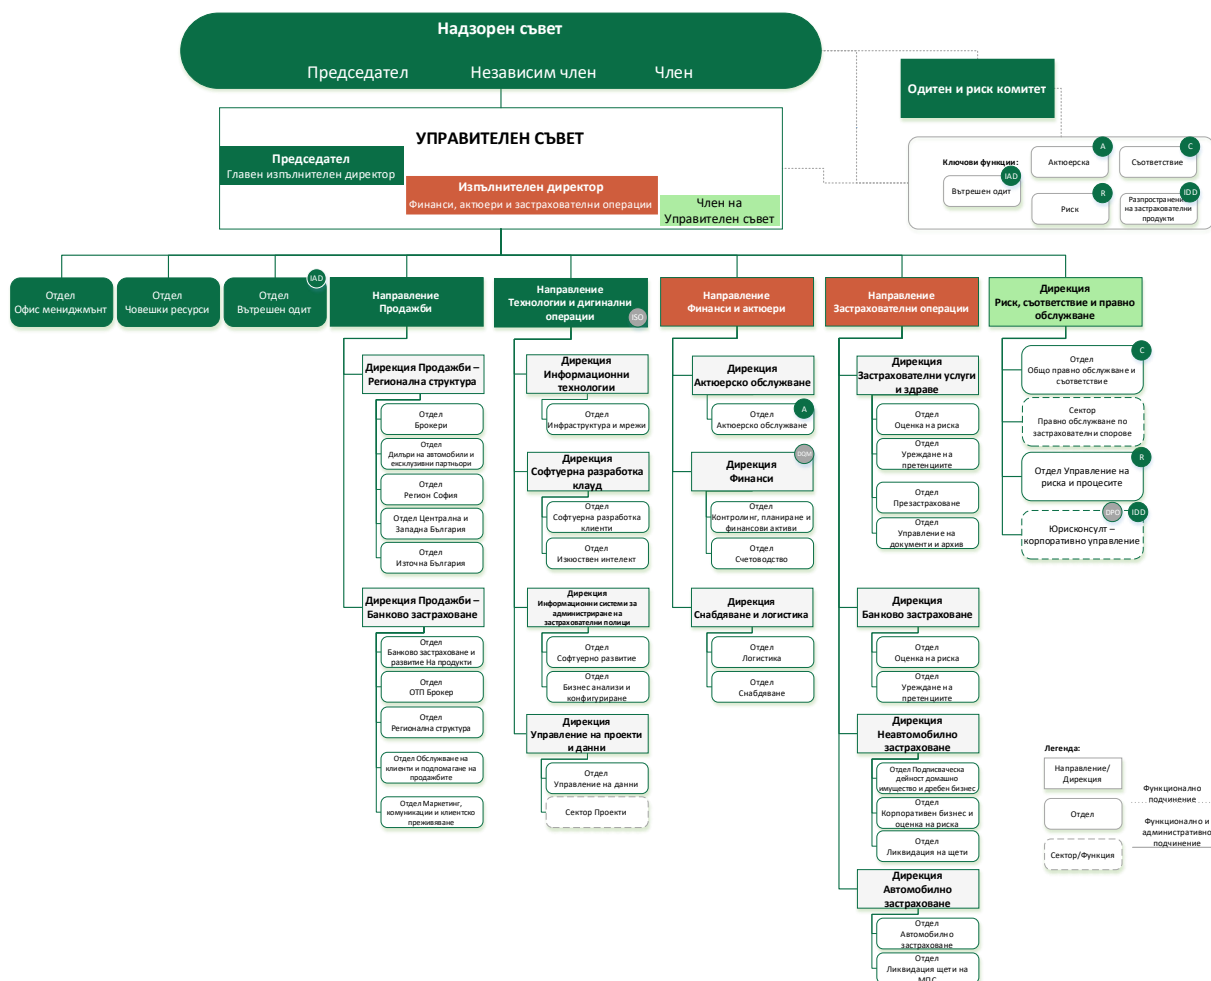 Надзорен съвет
Председател Независим член Член
Одитен и риск комитет
УПРАВИТЕЛЕН СЪВЕТ
Председател
Главен изпълнителен директор
Изпълнителен директор
Финанси, актюери и застрахователни операции
Член на
Управителен съвет
Ключови функции:
IAD
Вътрешен одит
A
Актюерска
C
Съответствие
R
Риск
IDD
Разпространение
на застрахователни
продукти
Отдел
Офис мениджмънт
Отдел
Човешки ресурси
IAD
Отдел
Вътрешен одит
Направление
Продажби
Направление
Технологии и дигинални
операции
ISO
Направление
Финанси и актюери
Направление
Застрахователни операции
Дирекция
Риск, съответствие и правно
обслужване
Дирекция Продажби –
Регионална структура
Отдел
Брокери
Отдел
Дилъри на автомобили и
ексклузивни партньори
Отдел
Регион София
Отдел Централна и
Западна България
Отдел
Източна България
Дирекция Продажби –
Банково застраховане
Отдел
Банково застраховане и
развитие На продукти
Отдел
ОТП Брокер
Отдел
Регионална структура
Отдел Обслужване на
клиенти и подпомагане на
продажбите
Отдел Маркетинг,
комуникации и клиентско
преживяване
Дирекция
Информационни
технологии
Отдел
Инфраструктура и мрежи
Дирекция
Софтуерна разработка
клауд
Отдел
Софтуерна разработка
клиенти
Отдел
Изкюствен интелект
Дирекция
Информационни системи за
администриране на
застрахователни полици
Отдел
Софтуерно развитие
Отдел
Бизнес анализи и
конфигуриране
Дирекция
Управление на проекти
и данни
Отдел
Управление на данни
Сектор Проекти
Дирекция
Актюерско обслужване
A
Отдел
Актюерско обслужване
DQM
Дирекция
Финанси
Отдел
Контролинг, планиране и
финансови активи
Отдел
Счетоводство
Дирекция
Снабдяване и логистика
Отдел
Логистика
Отдел
Снабдяване
Дирекция
Застрахователни услуги
и здраве
Отдел
Оценка на риска
Отдел
Уреждане на
претенциите
Отдел
Презастраховане
Отдел
Управление на
документи и архив
Дирекция
Банково застраховане
Отдел
Оценка на риска
Отдел
Уреждане на
претенциите
Дирекция
Неавтомобилно
застраховане
Отдел Подписваческа
дейност домашно
имущество и дребен бизнес
Отдел
Корпоративен бизнес и
оценка на риска
Отдел
Ликвидация на щети
Дирекция
Автомобилно
застраховане
Отдел
Автомобилно
застраховане
Отдел
Ликвидация щети на
МПС
C
Отдел
Общо правно обслужване и
съответствие
Сектор
Правно обслужване по
застрахователни спорове
R
Отдел Управление на
риска и процесите
DPO IDD
Юрисконсулт –
корпоративно управление
Легенда:
Направление/
Дирекция
Отдел
Сектор/Функция
Функционално
подчинение
Функционално и
административно
подчинение